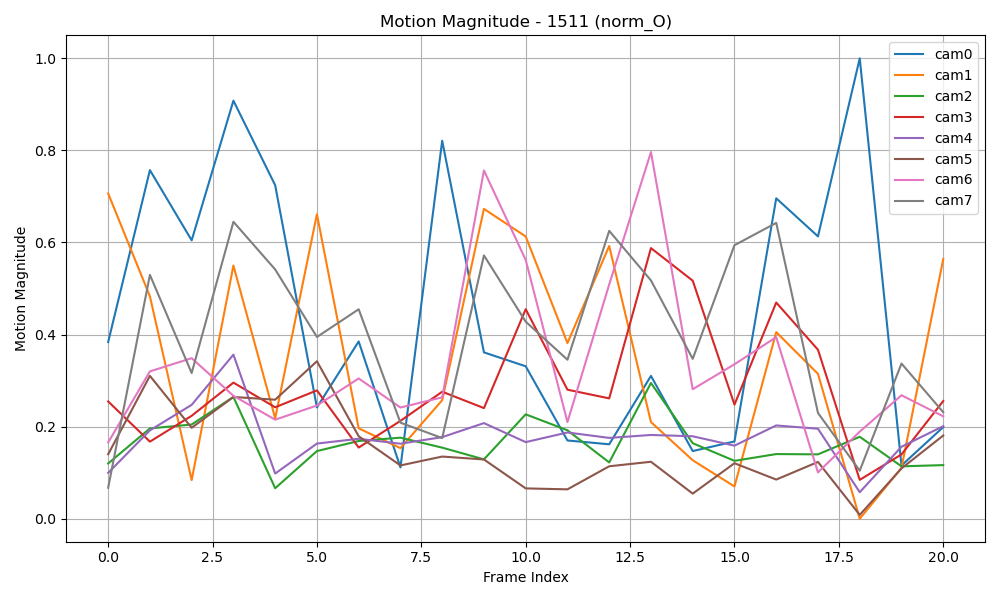 Motion Magnitude - 1511 (norm_O)
1.0
0.8
0.6
0.4
0.2
0.0
Motion Magnitude
cam0
cam1
cam2
cam3
cam4
cam5
cam6
cam7
0.0 2.5 5.0 7.5 10.0 12.5 15.0 17.5 20.0
Frame Index